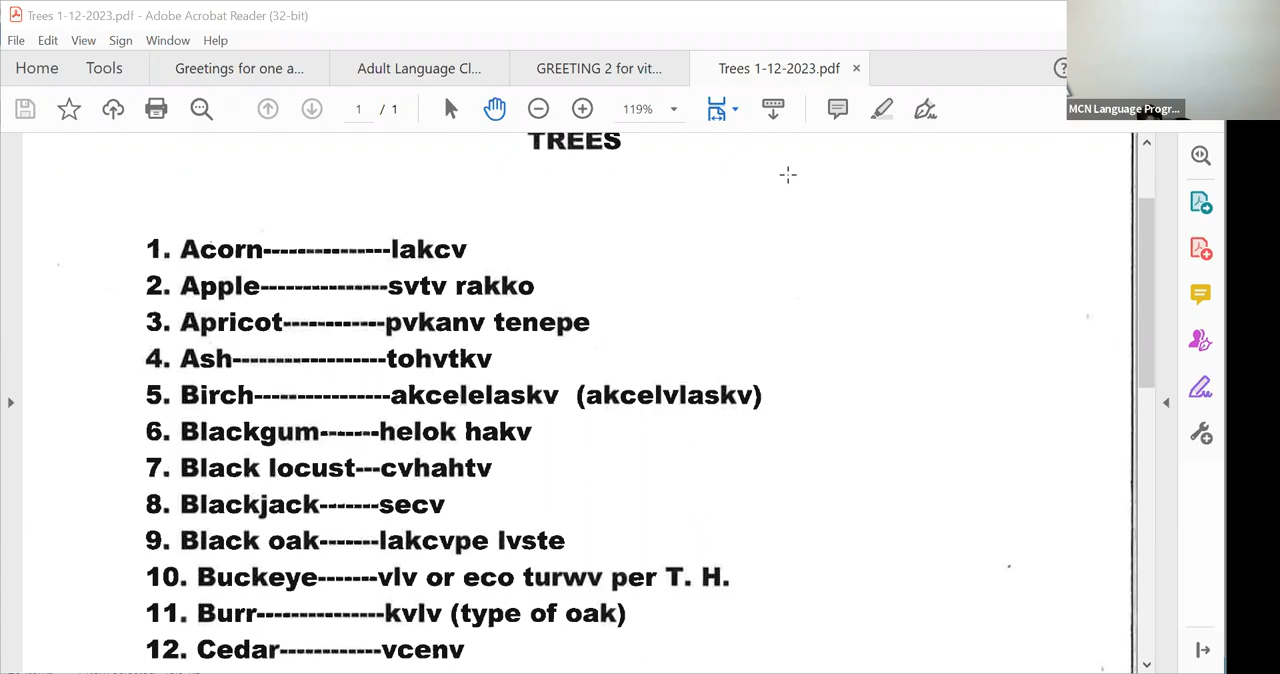 Trees 1-12-2023.pdf - Adobe Acrobat Reader (32-bit)
File Edit View Sign Window Help
Home Tools Greetings for one a... Adult Language Cl... GREETING 2 for vit... Trees 1-12-2023.pdf ×
1 / 1 119%
MCN Language Progr...
TREES
1. Acorn---------------lakcv
2. Apple---------------svtv rakko
3. Apricot------------pvkanv tenepe
4. Ash------------------tohvtkv
5. Birch----------------akcelelaskv (akcelvlaskv)
6. Blackgum-------helok hakv
7. Black locust---cvhahtv
8. Blackjack-------secv
9. Black oak-------lakcvpe lvste
10. Buckeye-------vlv or eco turwv per T. H.
11. Burr---------------kvlv (type of oak)
12. Cedar------------vcenv